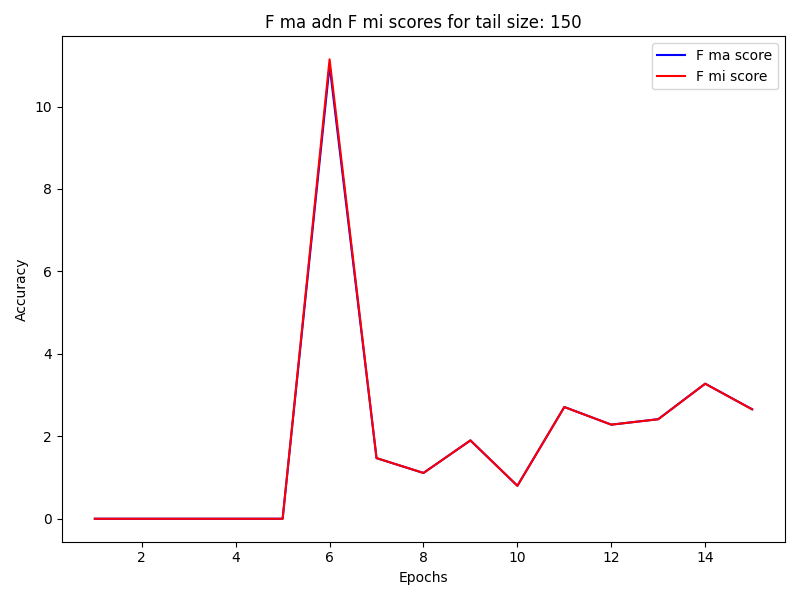 F ma adn F mi scores for tail size: 150
F ma score
F mi score
10
8
6
4
2
0
Accuracy
2 4 6 8 10 12 14
Epochs